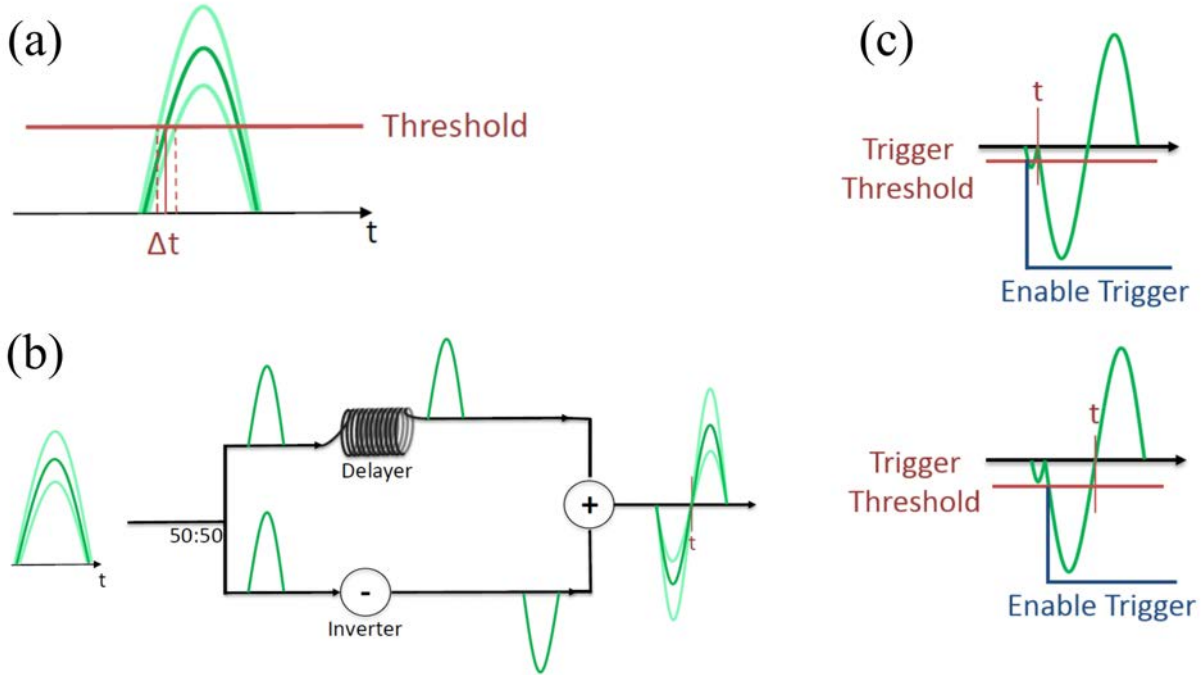 (a)
Threshold
t
Δt
(b)
t
50:50
Delayer
-
Inverter
+
t
(c)
t
Trigger
Threshold
Enable Trigger
t
Trigger
Threshold
Enable Trigger